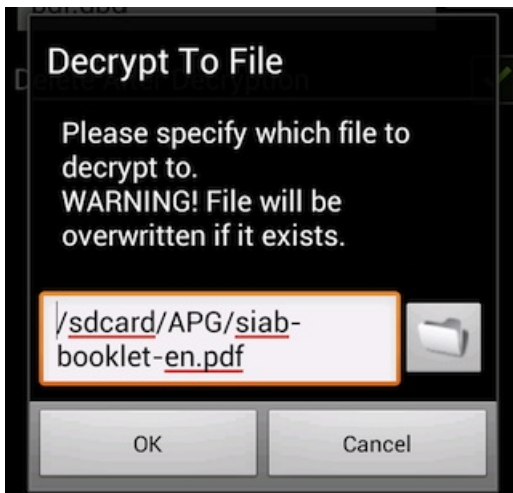 Decrypt To File
Please specify which file to
decrypt to.
WARNING! File will be
overwritten if it exists.
/sdcard/APG/siab-
booklet-en.pdf
OK
Cancel